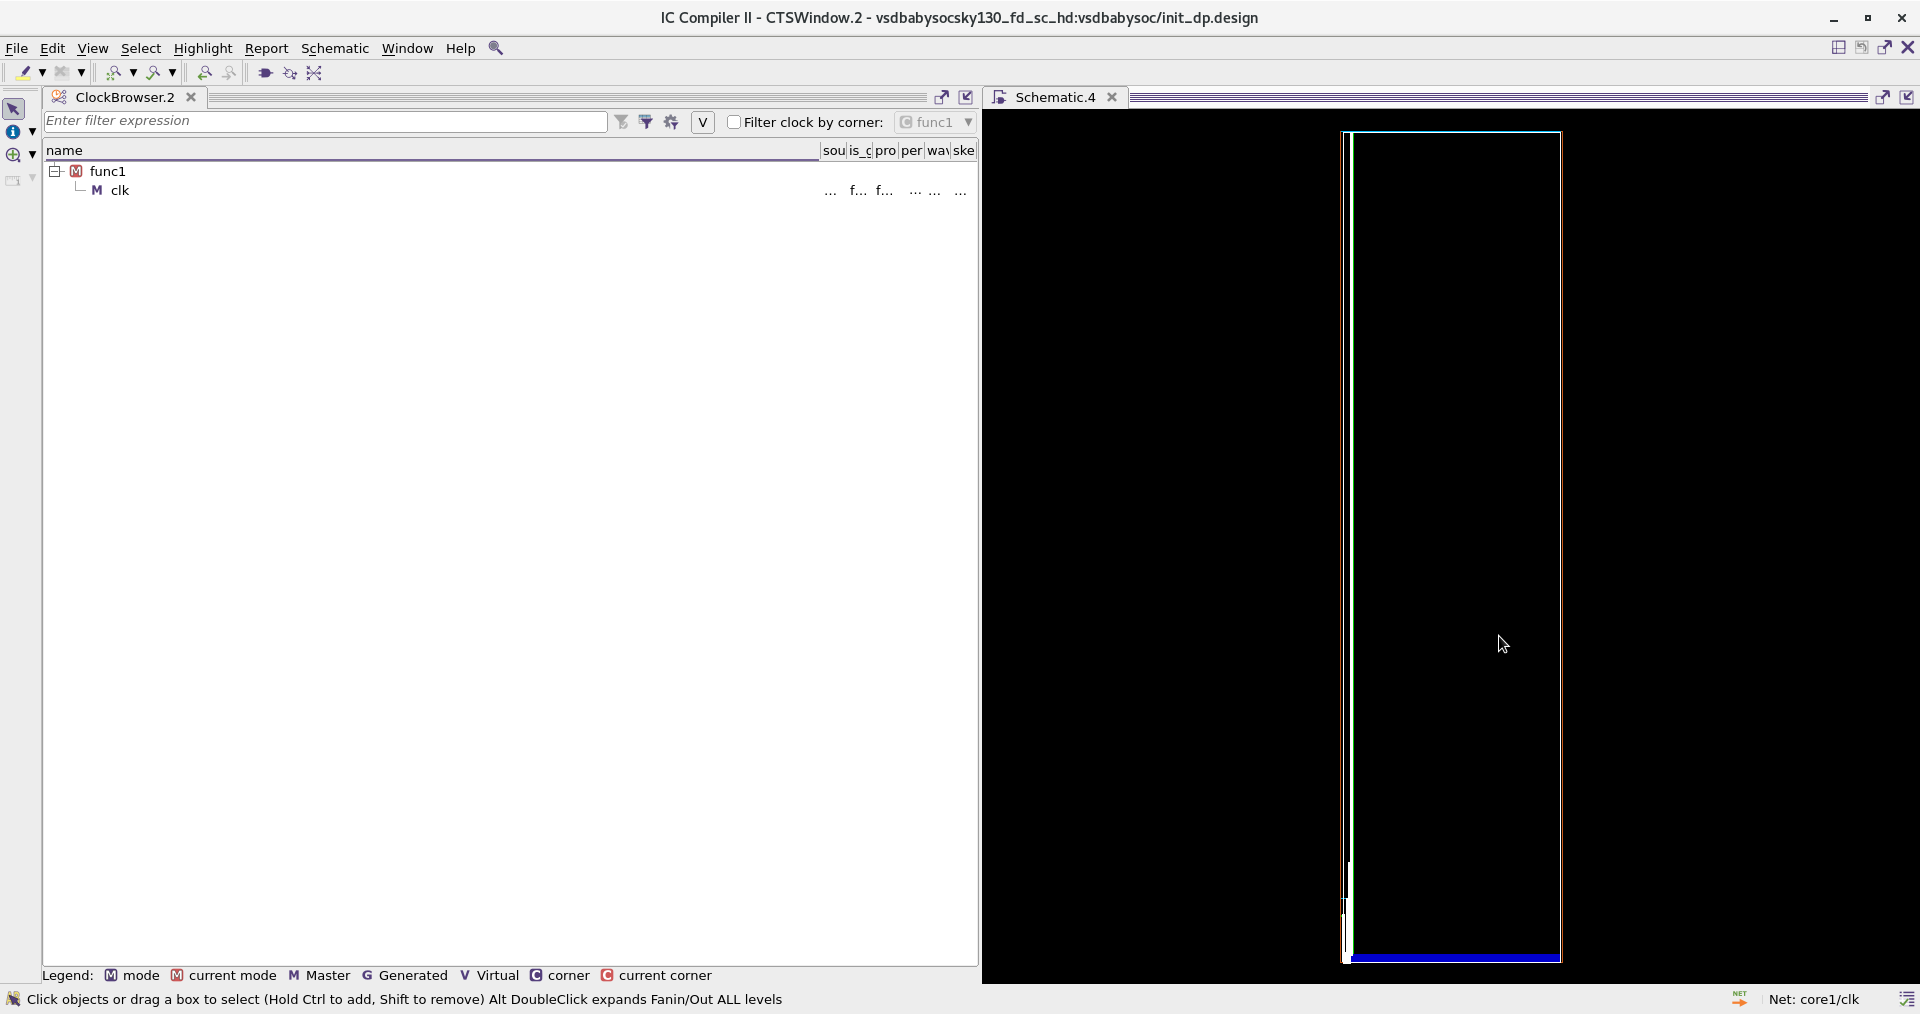 IC Compiler II - CTSWindow.2 - vsdbabysocsky130_fd_sc_hd:vsdbabysoc/init_dp.design
File Edit View Select Highlight Report Schematic Window Help
ClockBrowser.2
Schematic.4
Enter filter expression
V
Filter clock by corner:
C func1
name sou is_g pro per wav ske
M func1
M clk ... f... f... ... ... ...
Legend: M mode M current mode M Master G Generated V Virtual C corner C current corner
Click objects or drag a box to select (Hold Ctrl to add, Shift to remove) Alt DoubleClick expands Fanin/Out ALL levels
NET
Net: core1/clk